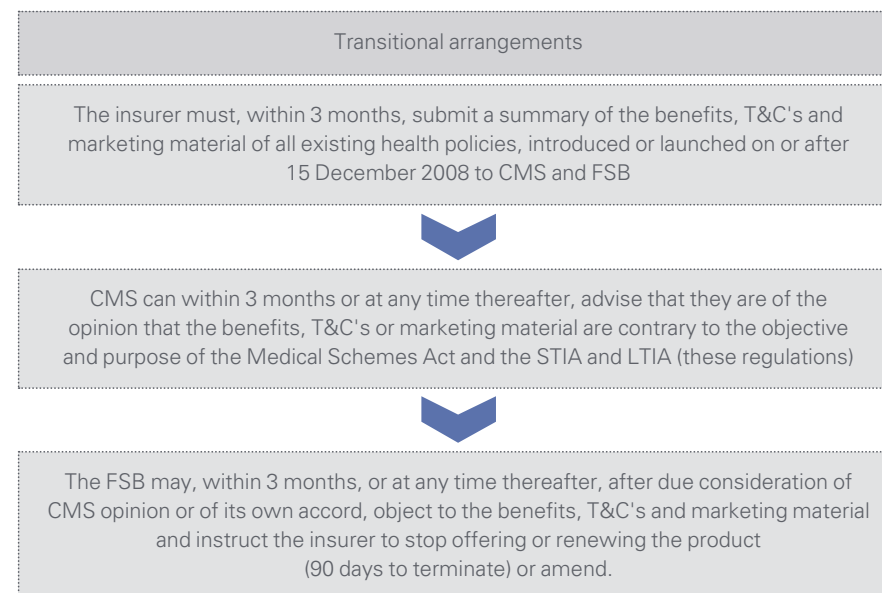 Transitional arrangements
The insurer must, within 3 months, submit a summary of the benefits, T&C's and
marketing material of all existing health policies, introduced or launched on or after
15 December 2008 to CMS and FSB
CMS can within 3 months or at any time thereafter, advise that they are of the
opinion that the benefits, T&C's or marketing material are contrary to the objective
and purpose of the Medical Schemes Act and the STIA and LTIA (these regulations)
The FSB may, within 3 months, or at any time thereafter, after due consideration of
CMS opinion or of its own accord, object to the benefits, T&C's and marketing material
and instruct the insurer to stop offering or renewing the product
(90 days to terminate) or amend.